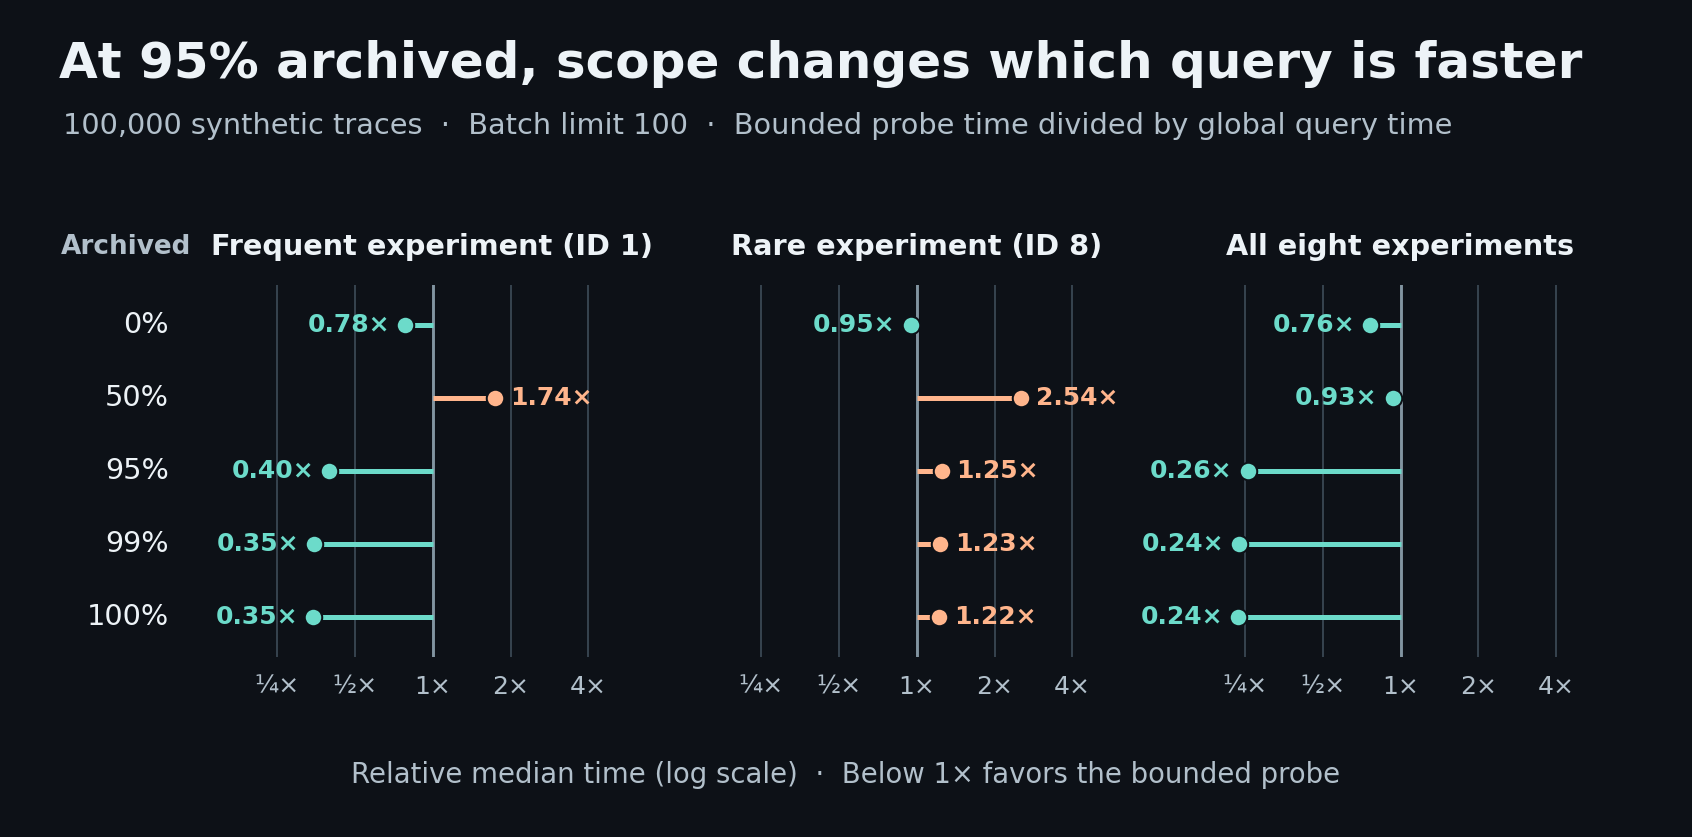 At 95% archived, scope changes which query is faster
100,000 synthetic traces · Batch limit 100 · Bounded probe time divided by global query time
Archived Frequent experiment (ID 1) Rare experiment (ID 8) All eight experiments
0% 0.78× 0.95× 0.76×
50% 1.74× 2.54× 0.93×
95% 0.40× 1.25× 0.26×
99% 0.35× 1.23× 0.24×
100% 0.35× 1.22× 0.24×
¼× ½× 1× 2× 4× ¼× ½× 1× 2× 4× ¼× ½× 1× 2× 4×
Relative median time (log scale) · Below 1× favors the bounded probe